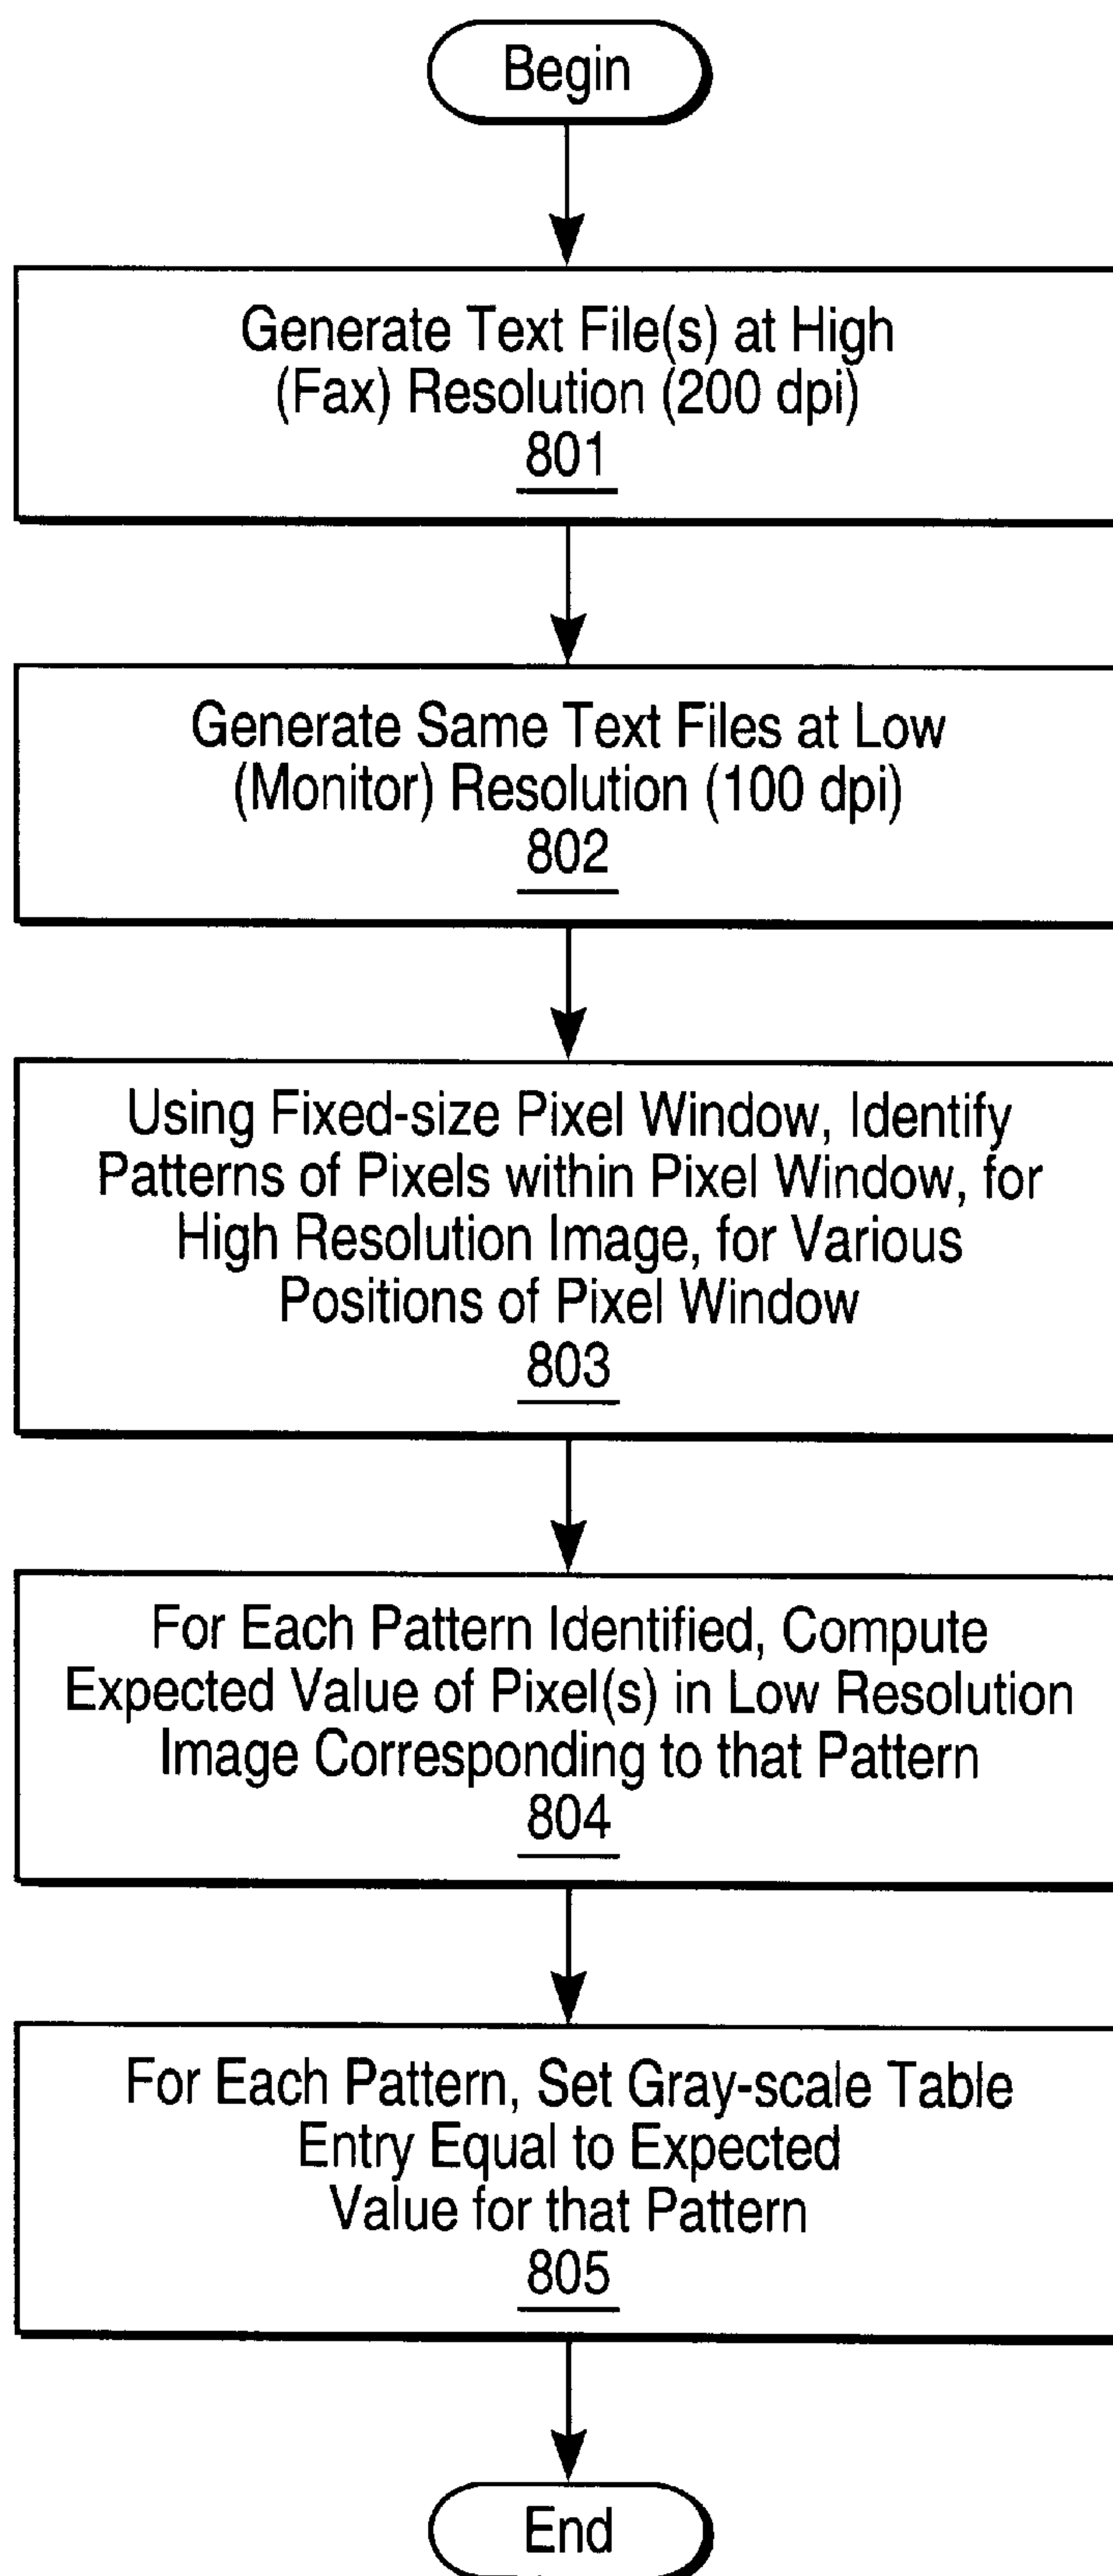 Begin
Generate Text File(s) at High
(Fax) Resolution (200 dpi)
801
Generate Same Text Files at Low
(Monitor) Resolution (100 dpi)
802
Using Fixed-size Pixel Window, Identify
Patterns of Pixels within Pixel Window, for
High Resolution Image, for Various
Positions of Pixel Window
803
For Each Pattern Identified, Compute
Expected Value of Pixel(s) in Low Resolution
Image Corresponding to that Pattern
804
For Each Pattern, Set Gray-scale Table
Entry Equal to Expected
Value for that Pattern
805
End